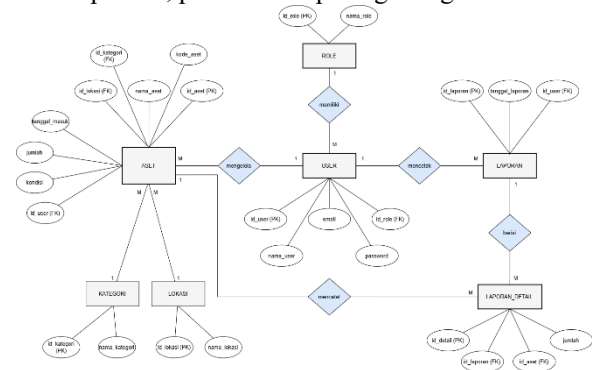 id_role (PK)
nama_role
ROLE
1
memiliki
M
id_kategori
(FK)
kode_aset
id_lokasi (FK)
nama_aset
id_aset (PK)
tanggal_masuk
jumlah
kondisi
id_user (FK)
ASET
M
mengelola
1
USER
1
mencetak
M
LAPORAN
id_laporan (PK)
tanggal_laporan
id_user (FK)
id_user (PK)
email
id_role (FK)
nama_user
password
1
berisi
M
M
M
1
1
1
KATEGORI
LOKASI
id_kategori
(PK)
nama_kategori
id_lokasi (PK)
nama_lokasi
mencatat
M
LAPORAN_DETAIL
id_detail (PK)
jumlah
id_laporan (FK)
id_aset (FK)